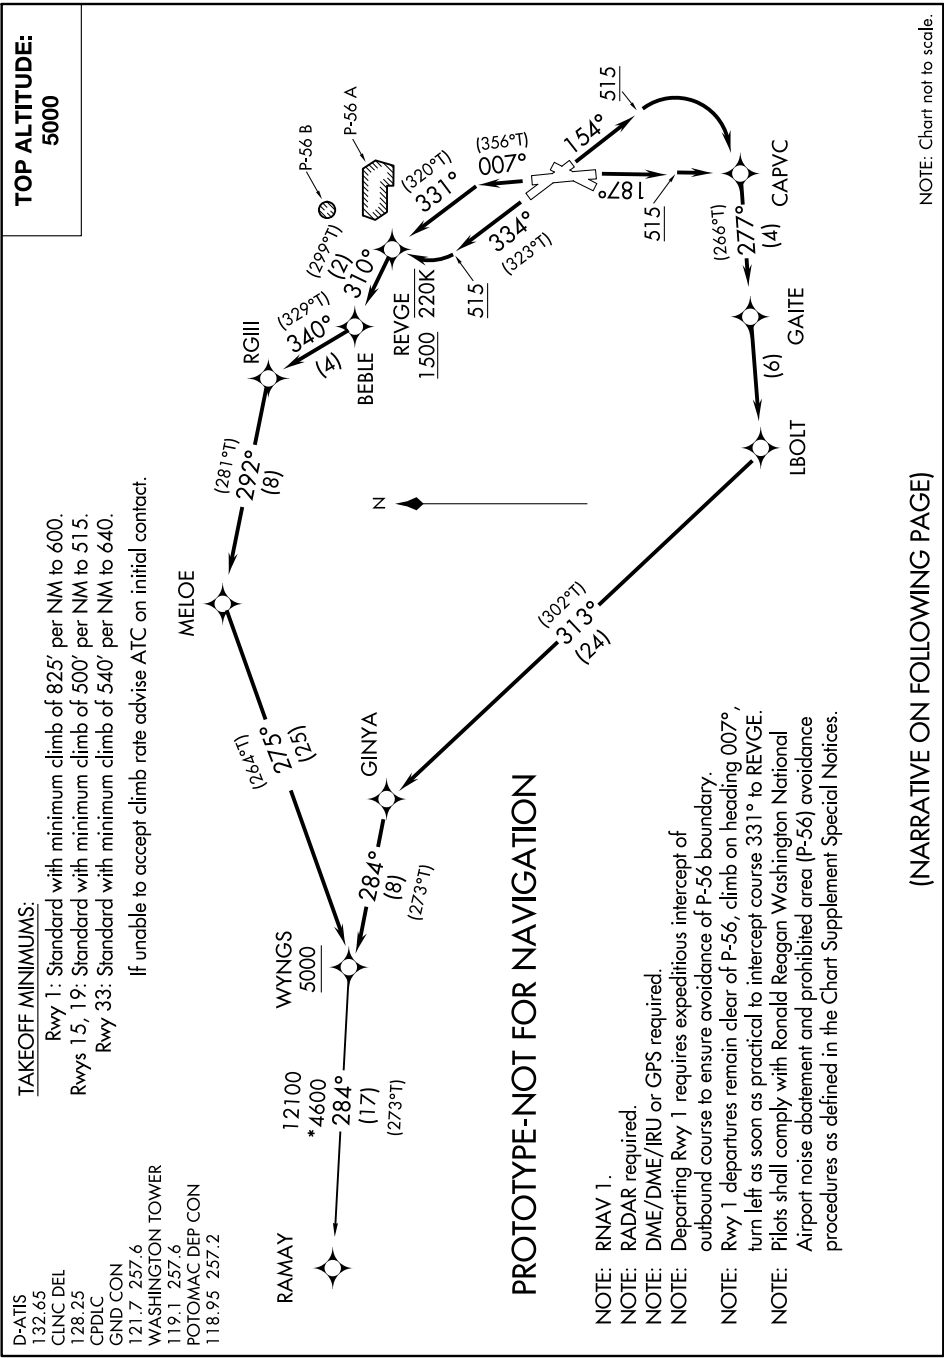 TOP ALTITUDE:
5000
D-ATIS
132.65
CLNC DEL
128.25
CPDLC
GND CON
121.7 257.6
WASHINGTON TOWER
119.1 257.6
POTOMAC DEP CON
118.95 257.2
TAKEOFF MINIMUMS:
Rwy 1: Standard with minimum climb of 825' per NM to 600.
Rwys 15, 19: Standard with minimum climb of 500' per NM to 515.
Rwy 33: Standard with minimum climb of 540' per NM to 640.
If unable to accept climb rate advise ATC on initial contact.
P-56 B
P-56 A
RGIII
(329°T)
340°
(4)
BEBLE
(299°T)
(2)
310°
REVGE
1500 220K
(320°T)
331°
(356°T)
007°
334°
(323°T)
515
154°
515
187°
515
CAPVC
(266°T)
277°
(4)
GAITE
(6)
LBOLT
(302°T)
313°
(24)
GINYA
284°
(8)
(273°T)
MELOE
(281°T)
292°
(8)
(264°T)
275°
(25)
WYNGS
5000
12100
*4600
284°
(17)
(273°T)
RAMAY
N
PROTOTYPE-NOT FOR NAVIGATION
NOTE: RNAV 1.
NOTE: RADAR required.
NOTE: DME/DME/IRU or GPS required.
NOTE: Departing Rwy 1 requires expeditious intercept of
outbound course to ensure avoidance of P-56 boundary.
NOTE: Rwy 1 departures remain clear of P-56, climb on heading 007°,
turn left as soon as practical to intercept course 331° to REVGE.
NOTE: Pilots shall comply with Ronald Reagan Washington National
Airport noise abatement and prohibited area (P-56) avoidance
procedures as defined in the Chart Supplement Special Notices.
(NARRATIVE ON FOLLOWING PAGE)
NOTE: Chart not to scale.